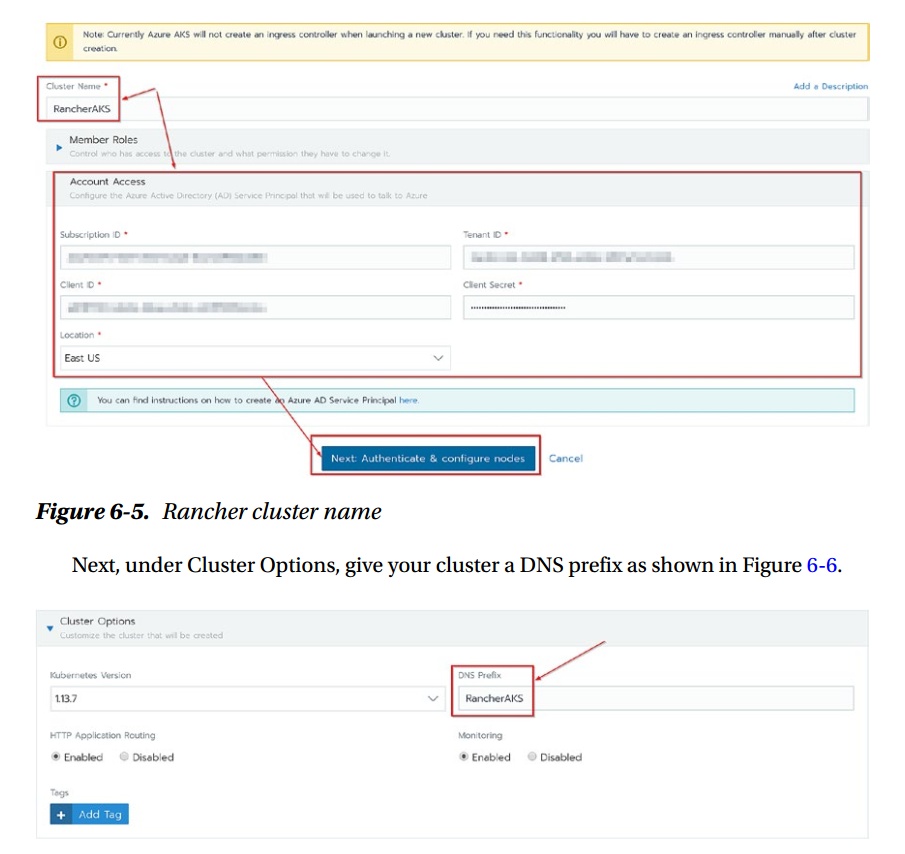 Note: Currently Azure AKS will not create an ingress controller when launching a new cluster. If you need this functionality you will have to create an ingress controller manually after cluster
creation.
Cluster Name *
Add a Description
RancherAKS
Member Roles
Control who has access to the cluster and what permission they have to change it.
Account Access
Configure the Azure Active Directory (AD) Service Principal that will be used to talk to Azure
Subscription ID *
Tenant ID *
Client ID *
Client Secret *
Location *
East US
You can find instructions on how to create an Azure AD Service Principal here.
Next: Authenticate & configure nodes
Cancel
Figure 6-5. Rancher cluster name
Next, under Cluster Options, give your cluster a DNS prefix as shown in Figure 6-6.
Cluster Options
Customize the cluster that will be created
Kubernetes Version
DNS Prefix
1.13.7
RancherAKS
HTTP Application Routing
Monitoring
Enabled Disabled
Enabled Disabled
Tags
+ Add Tag